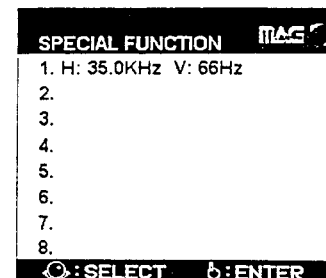 SPECIAL FUNCTION MAG
1. H: 35.0KHz V: 66Hz
2.
3.
4.
5.
6.
7.
8.
: SELECT : ENTER